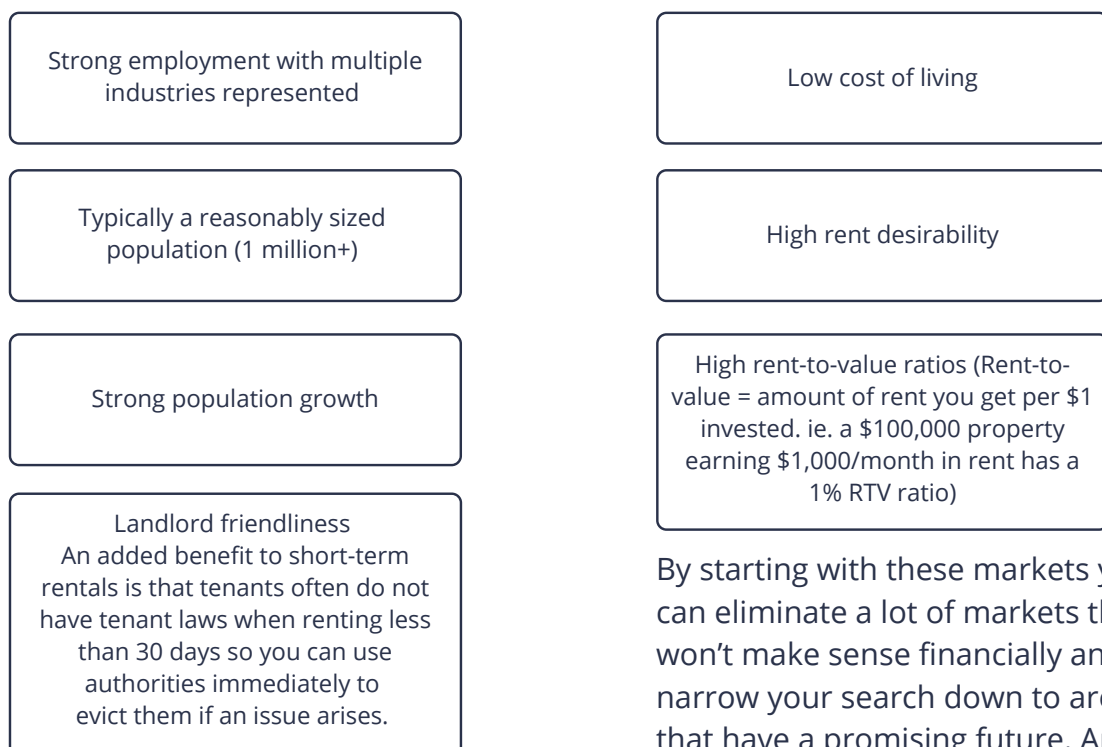 Strong employment with multiple
industries represented
Typically a reasonably sized
population (1 million+)
Strong population growth
Landlord friendliness
An added benefit to short-term
rentals is that tenants often do not
have tenant laws when renting less
than 30 days so you can use
authorities immediately to
evict them if an issue arises.
Low cost of living
High rent desirability
High rent-to-value ratios (Rent-to-
value = amount of rent you get per $1
invested. ie. a $100,000 property
earning $1,000/month in rent has a
1% RTV ratio)
By starting with these markets
can eliminate a lot of markets
won’t make sense financially
narrow your search down to
that have a promising future.